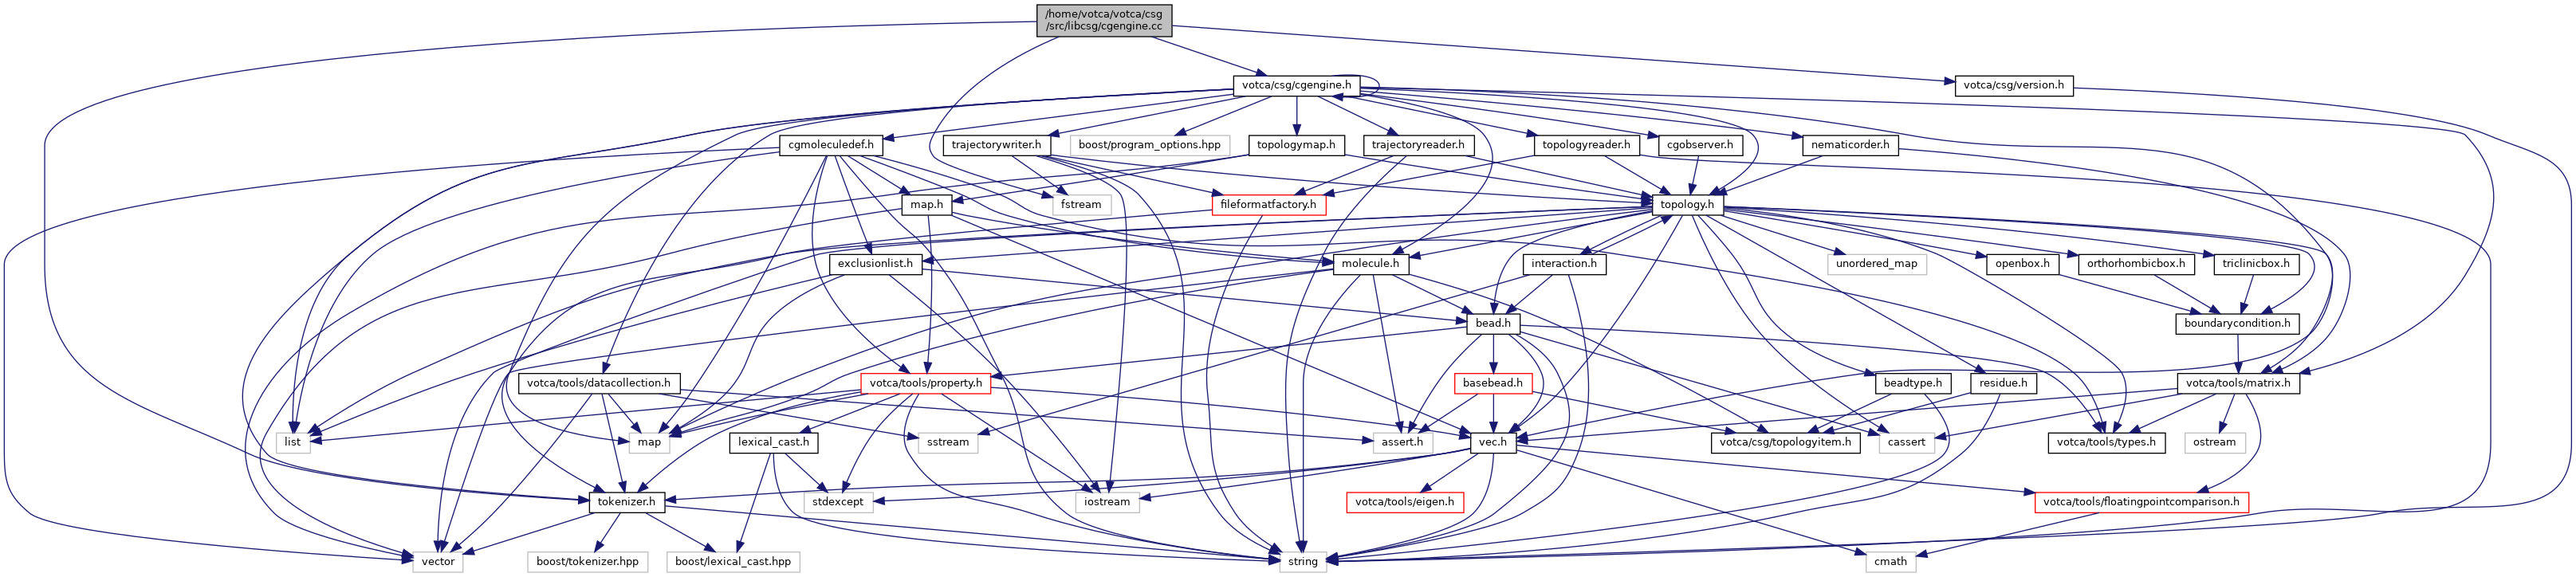 /home/votca/votca/csg
/src/libcsg/cgengine.cc
votca/csg/cgengine.h
votca/csg/version.h
cgmoleculedef.h
trajectorywriter.h
boost/program_options.hpp
topologymap.h
trajectoryreader.h
topologyreader.h
cgobserver.h
nematicorder.h
map.h
fstream
fileformatfactory.h
topology.h
exclusionlist.h
molecule.h
interaction.h
unordered_map
openbox.h
orthorhombicbox.h
triclinicbox.h
bead.h
boundarycondition.h
votca/tools/datacollection.h
votca/tools/property.h
basebead.h
beadtype.h
residue.h
votca/tools/matrix.h
list
map
lexical_cast.h
sstream
assert.h
vec.h
votca/csg/topologyitem.h
cassert
votca/tools/types.h
ostream
tokenizer.h
stdexcept
iostream
votca/tools/eigen.h
votca/tools/floatingpointcomparison.h
vector
boost/tokenizer.hpp
boost/lexical_cast.hpp
string
cmath